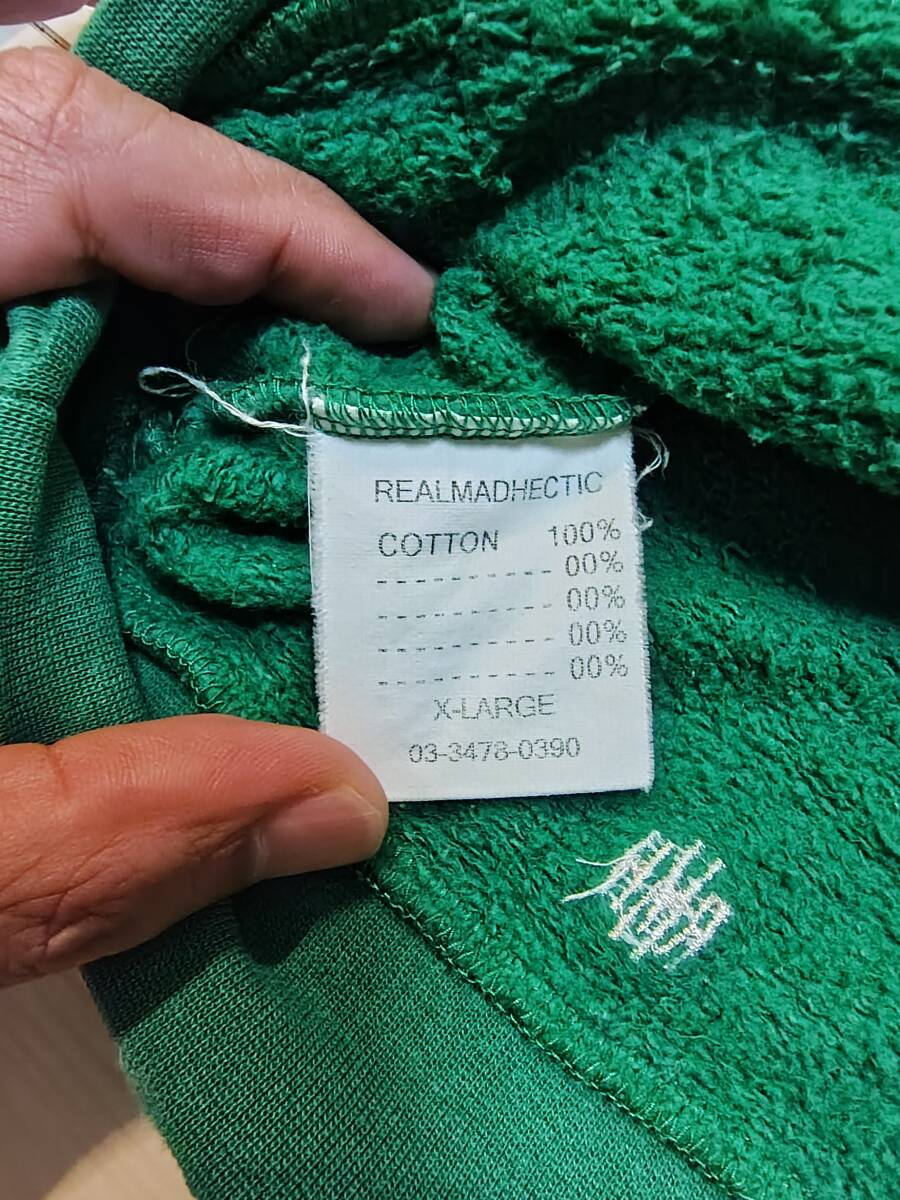 REALMADHECTIC
COTTON 100%
---------- 00%
---------- 00%
---------- 00%
---------- 00%
X-LARGE
03-3478-0390